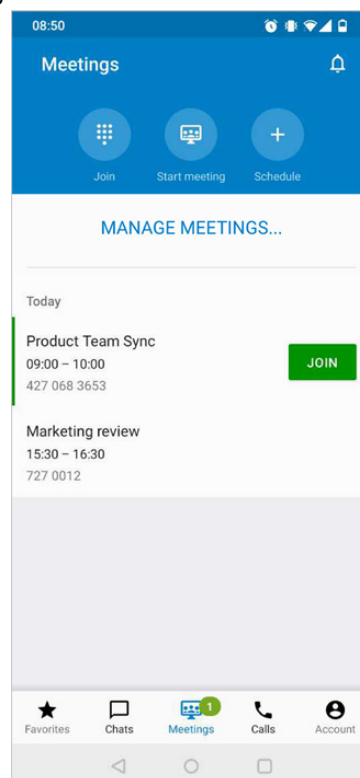 08:50
Meetings
Join
Start meeting
Schedule
MANAGE MEETINGS...
Today
Product Team Sync
09:00 – 10:00
427 068 3653
JOIN
Marketing review
15:30 – 16:30
727 0012
1
Favorites
Chats
Meetings
Calls
Account